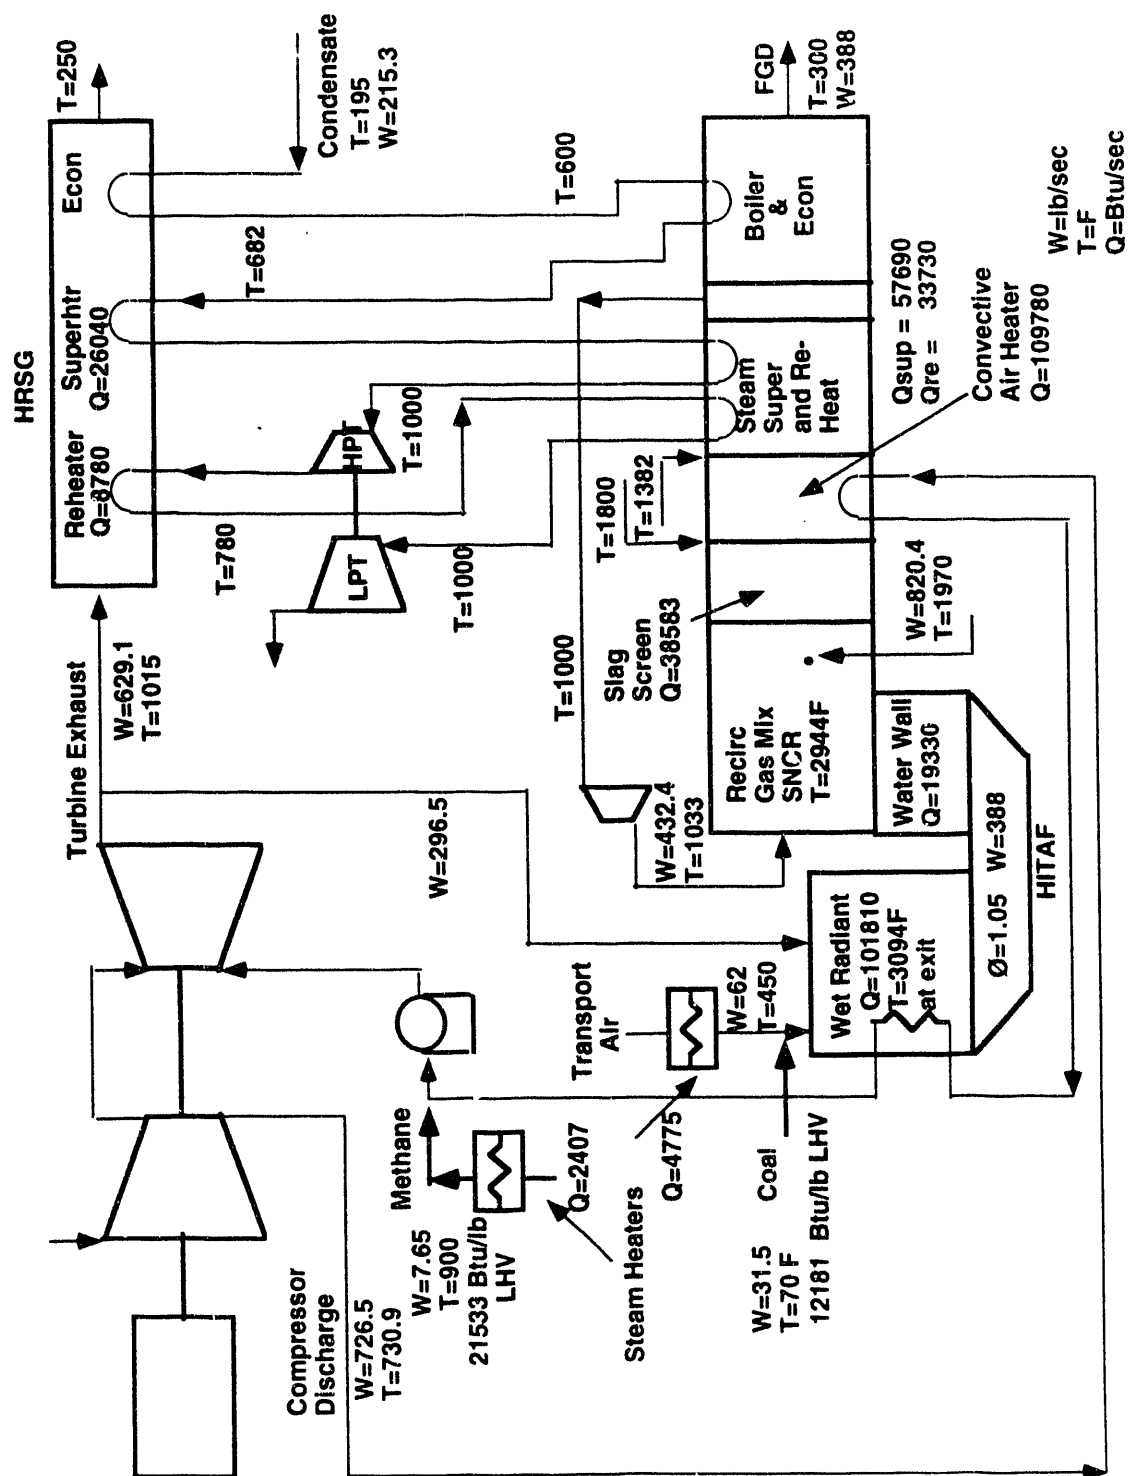 HRSG
Reheater
Q=8780
Superhtr
Q=26040
Econ
T=250
Condensate
T=195
W=215.3
Turbine Exhaust
W=629.1
T=1015
T=780
T=682
T=600
HPT
LPT
T=1000
T=1000
W=296.5
T=1000
T=1800
T=1382
Slag
Screen
Q=38583
W=432.4
T=1033
Recirc
Gas Mix
SNCR
T=2944F
Steam
Super
and Re-
Heat
Boiler
&
Econ
FGD
T=300
W=388
Qsup = 57690
Qre = 33730
Convective
Air Heater
Q=109780
W=lb/sec
T=F
Q=Btu/sec
W=820.4
T=1970
Water Wall
Q=19330
Wet Radiant
Q=101810
T=3094F
at exit
Ø=1.05 W=388
HITAF
Compressor
Discharge
W=726.5
T=730.9
Methane
W=7.65
T=900
21533 Btu/lb
LHV
Q=2407
Steam Heaters
Transport
Air
Q=4775
W=62
T=450
Coal
W=31.5
T=70 F
12181 Btu/lb LHV